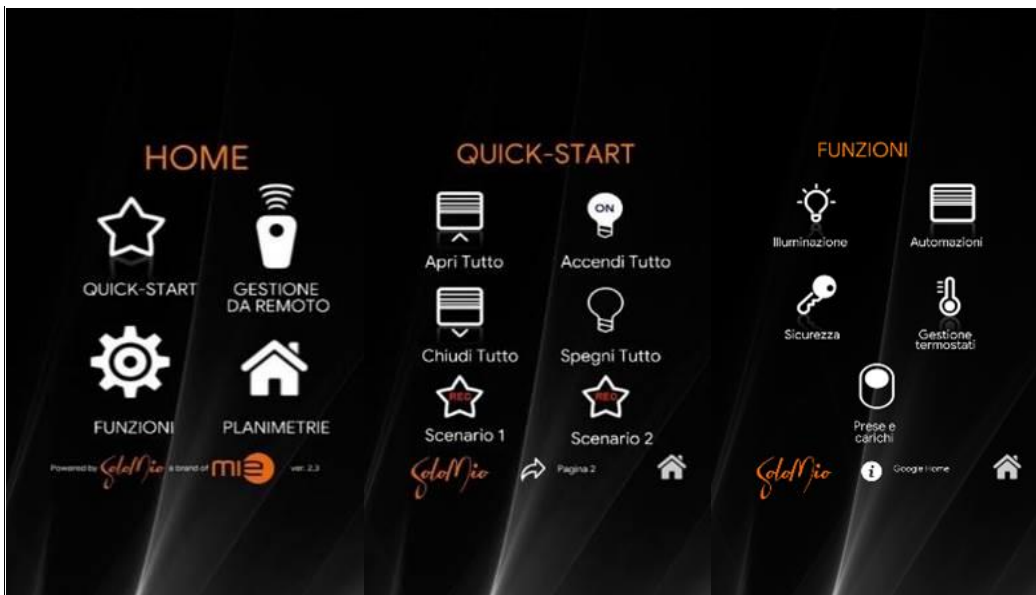 HOME
QUICK-START
GESTIONE
DA REMOTO
FUNZIONI
PLANIMETRIE
Powered by SoloMio a brand of mie ver. 2.3
QUICK-START
Apri Tutto
ON
Accendi Tutto
Chiudi Tutto
Spegni Tutto
REC
Scenario 1
REC
Scenario 2
SoloMio
Pagina 2
FUNZIONI
Illuminazione
Automazioni
Sicurezza
Gestione
termostati
Prese e
carichi
SoloMio
i
Google Home